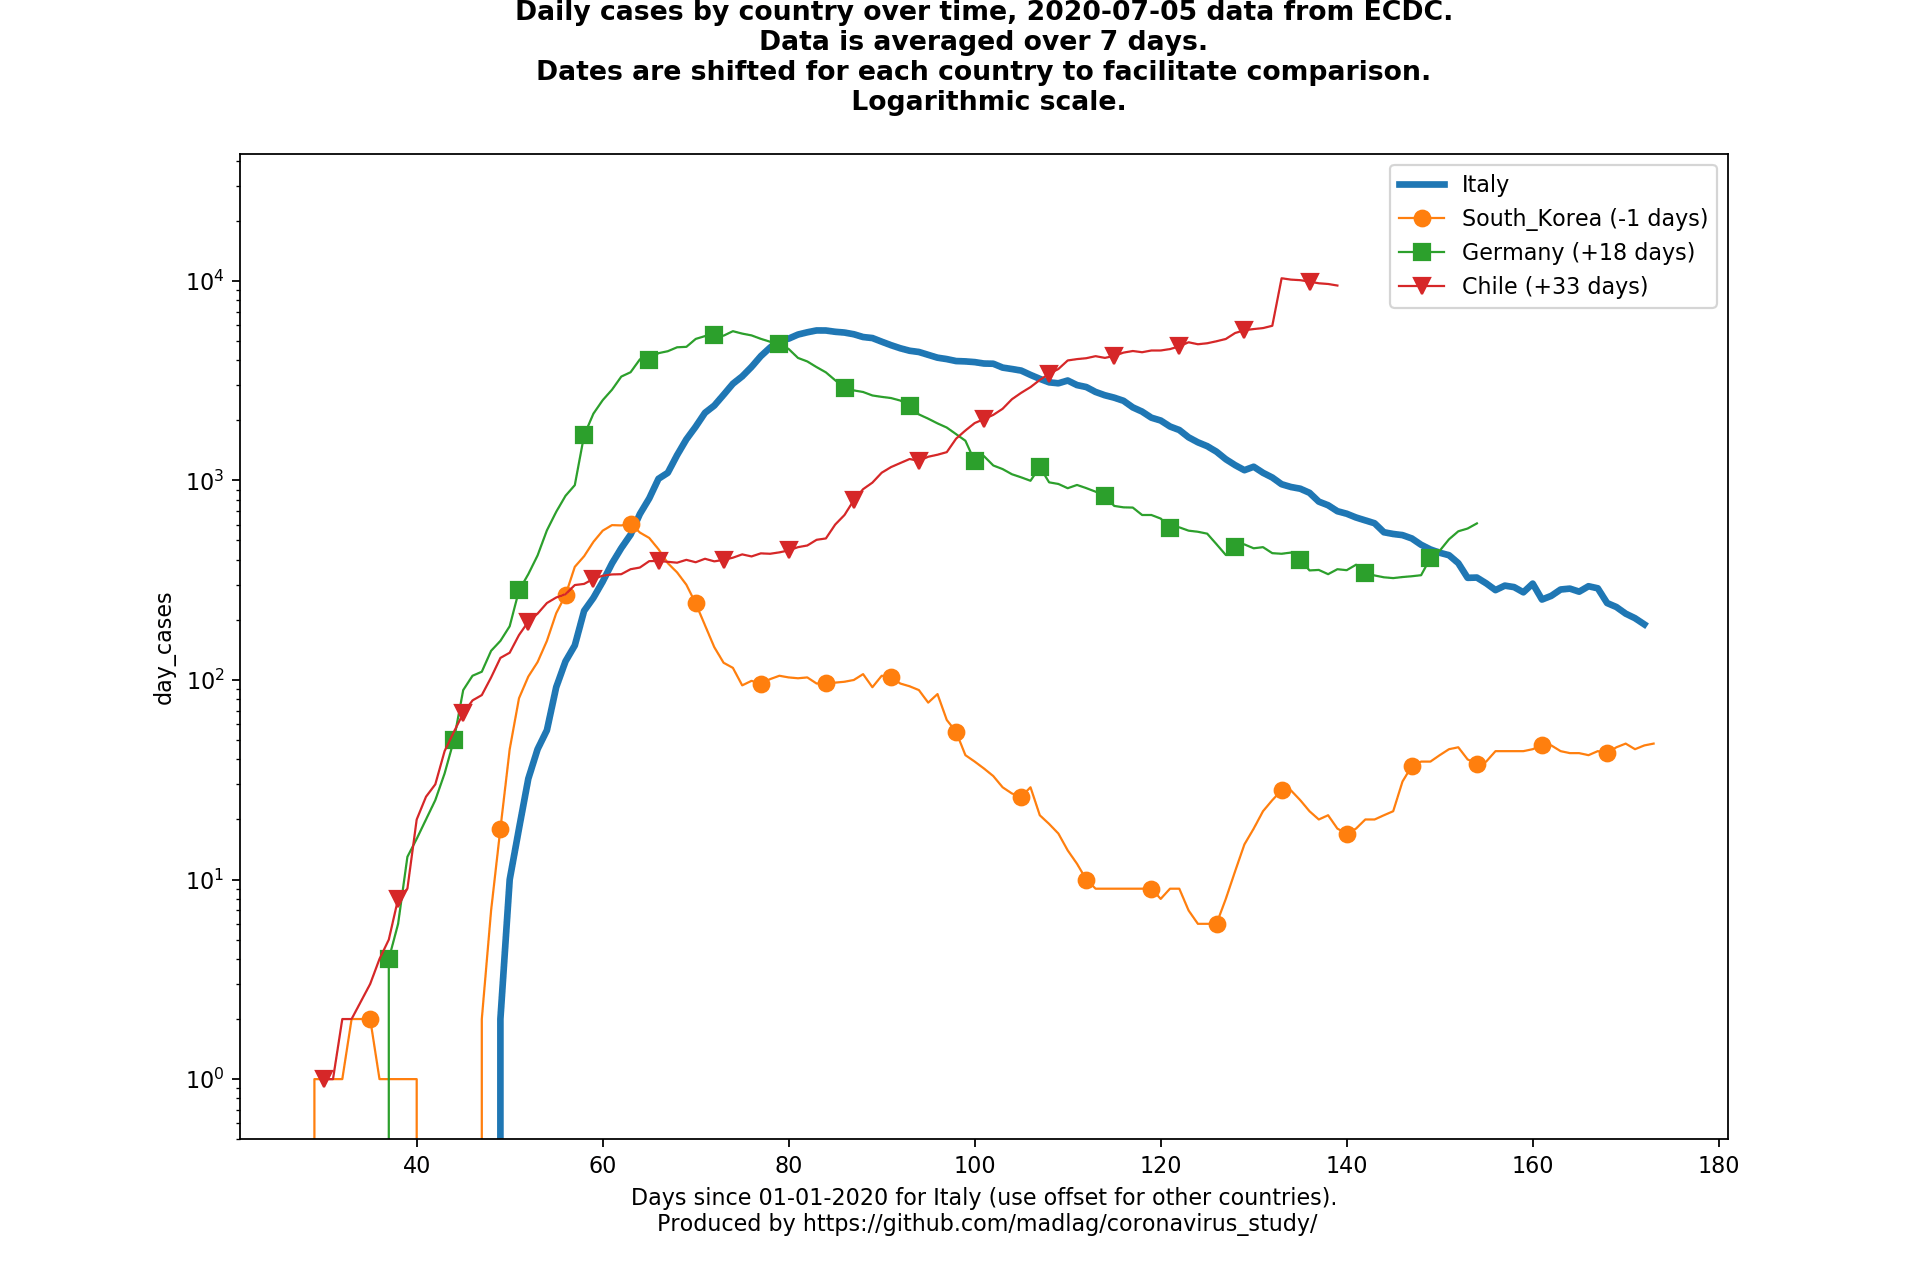 Daily cases by country over time, 2020-07-05 data from ECDC.
Data is averaged over 7 days.
Dates are shifted for each country to facilitate comparison.
Logarithmic scale.
Italy
South_Korea (-1 days)
Germany (+18 days)
Chile (+33 days)
10⁴
10³
10²
10¹
10⁰
day_cases
40 60 80 100 120 140 160 180
Days since 01-01-2020 for Italy (use offset for other countries).
Produced by https://github.com/madlag/coronavirus_study/